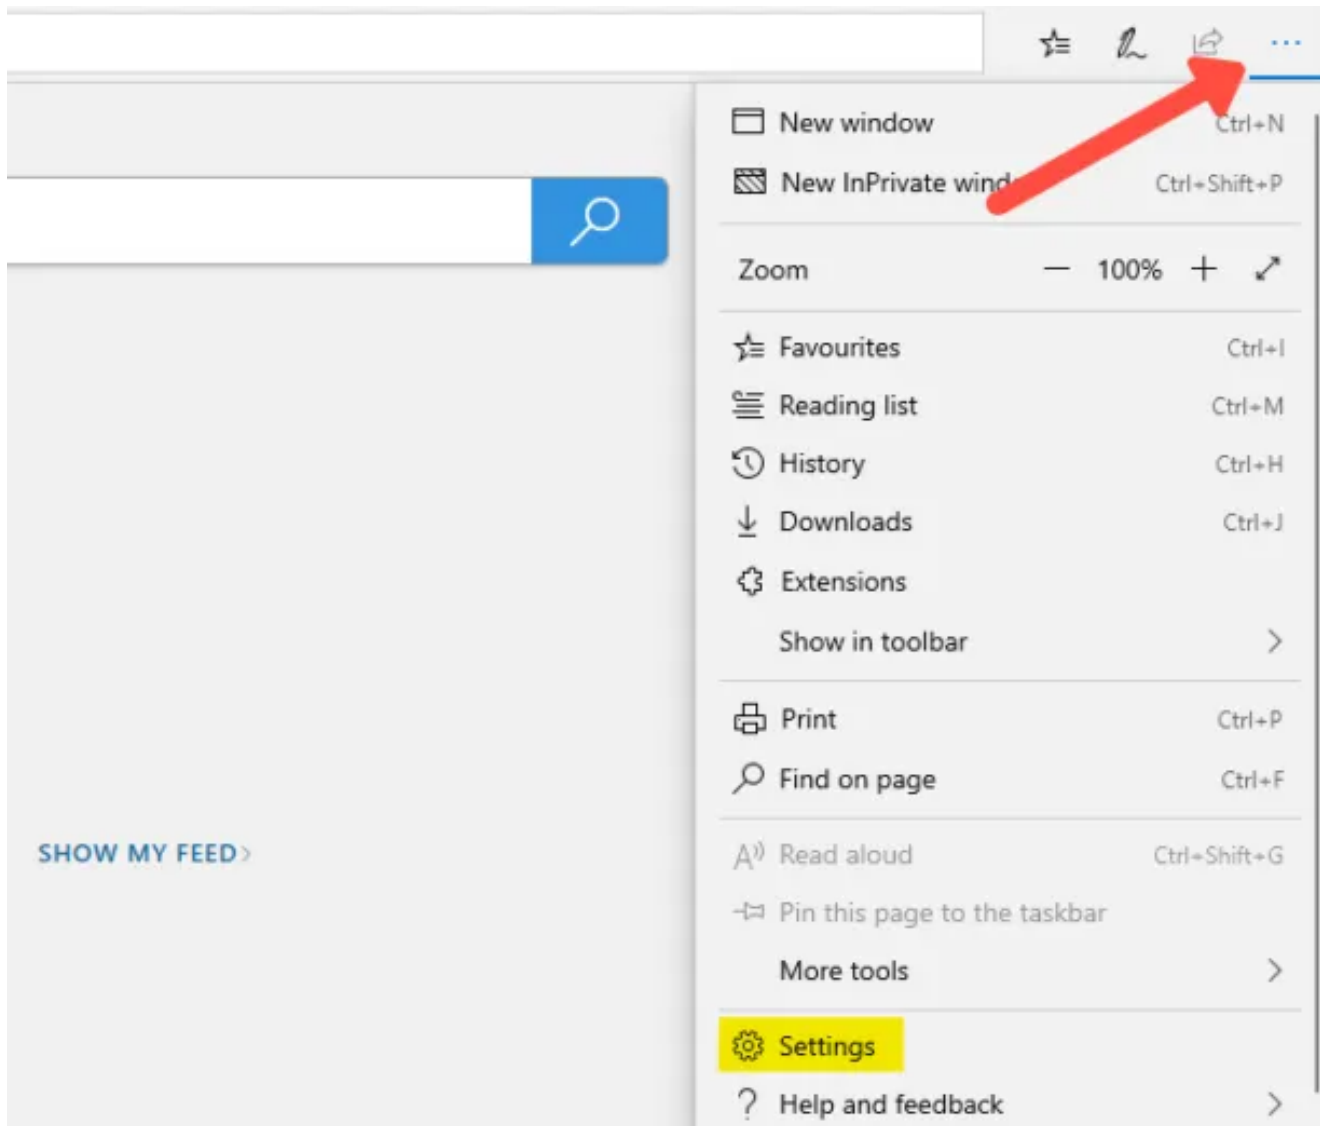 New window Ctrl+N
New InPrivate Ctrl+Shift+P
Zoom — 100% +
Favourites Ctrl+I
Reading list Ctrl+M
History Ctrl+H
Downloads Ctrl+J
Extensions
Show in toolbar
Print Ctrl+P
Find on page Ctrl+F
SHOW MY FEED >
A Read aloud Ctrl+Shift+G
Pin this page to the taskbar
More tools
Settings
? Help and feedback